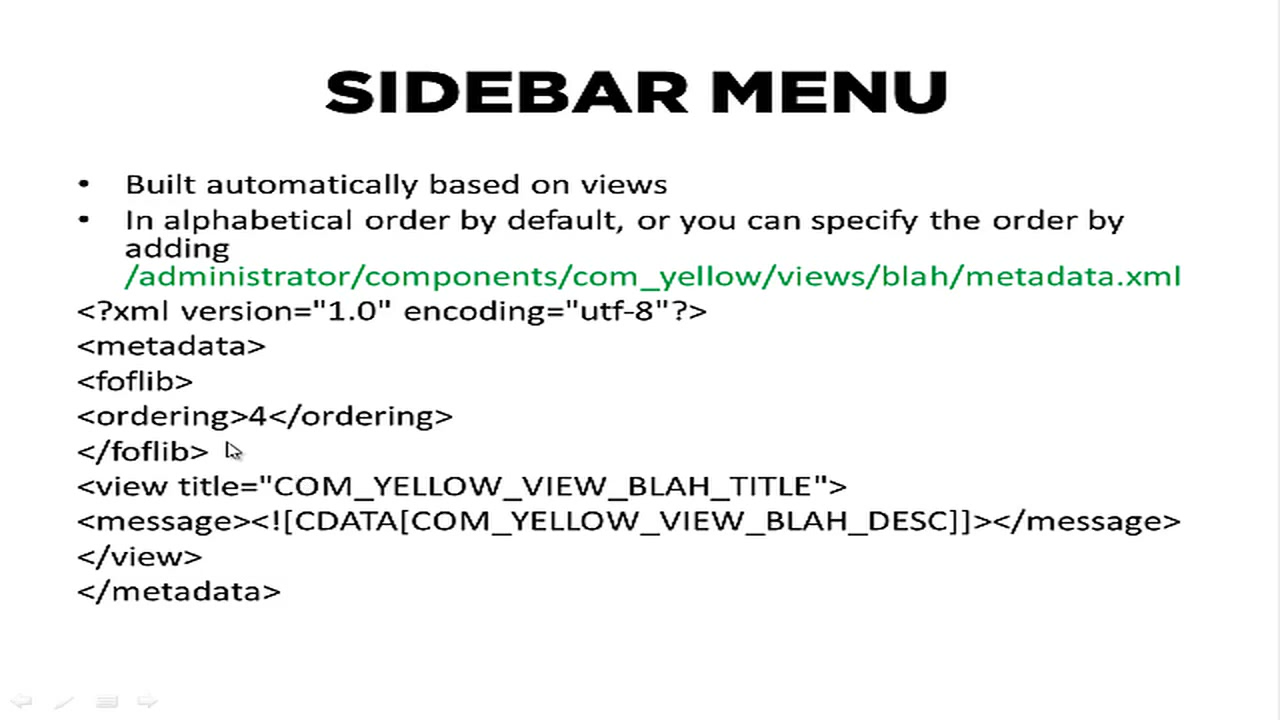 SIDEBAR MENU
• Built automatically based on views
• In alphabetical order by default, or you can specify the order by
adding
/administrator/components/com_yellow/views/blah/metadata.xml
<?xml version="1.0" encoding="utf-8"?>
<metadata>
<foflib>
<ordering>4</ordering>
</foflib>
<view title="COM_YELLOW_VIEW_BLAH_TITLE">
<message><![CDATA[COM_YELLOW_VIEW_BLAH_DESC]]></message>
</view>
</metadata>